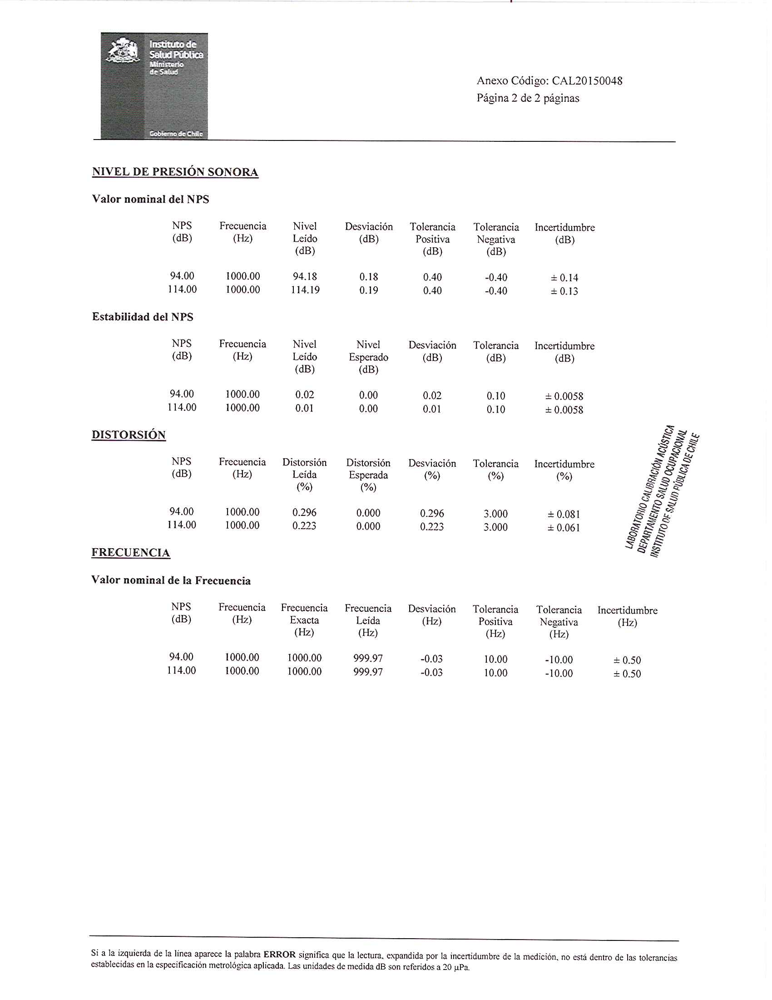 Instituto de
Salud Pública
Ministerio
de Salud
Gobierno de Chile
Anexo Código: CAL20150048
Página 2 de 2 páginas
NIVEL DE PRESIÓN SONORA
Valor nominal del NPS
NPS Frecuencia Nivel Desviación Tolerancia Tolerancia Incertidumbre
(dB) (Hz) Leído (dB) Positiva Negativa (dB)
(dB) (dB) (dB)
94.00 1000.00 94.18 0.18 0.40 -0.40 ± 0.14
114.00 1000.00 114.19 0.19 0.40 -0.40 ± 0.13
Estabilidad del NPS
NPS Frecuencia Nivel Nivel Desviación Tolerancia Incertidumbre
(dB) (Hz) Leído Esperado (dB) (dB) (dB)
(dB) (dB)
94.00 1000.00 0.02 0.00 0.02 0.10 ± 0.0058
114.00 1000.00 0.01 0.00 0.01 0.10 ± 0.0058
DISTORSIÓN
NPS Frecuencia Distorsión Distorsión Desviación Tolerancia Incertidumbre
(dB) (Hz) Leída Esperada (%) (%) (%)
(%) (%)
94.00 1000.00 0.296 0.000 0.296 3.000 ± 0.081
114.00 1000.00 0.223 0.000 0.223 3.000 ± 0.061
LABORATORIO CALIBRACIÓN ACÚSTICA
DEPARTAMENTO SALUD OCUPACIONAL
INSTITUTO DE SALUD PÚBLICA DE CHILE
FRECUENCIA
Valor nominal de la Frecuencia
NPS Frecuencia Frecuencia Frecuencia Desviación Tolerancia Tolerancia Incertidumbre
(dB) (Hz) Exacta Leída (Hz) Positiva Negativa (Hz)
(Hz) (Hz) (Hz) (Hz)
94.00 1000.00 1000.00 999.97 -0.03 10.00 -10.00 ± 0.50
114.00 1000.00 1000.00 999.97 -0.03 10.00 -10.00 ± 0.50
Si a la izquierda de la línea aparece la palabra ERROR significa que la lectura, expandida por la incertidumbre de la medición, no está dentro de las tolerancias
establecidas en la especificación metrológica aplicada. Las unidades de medida dB son referidos a 20 µPa.